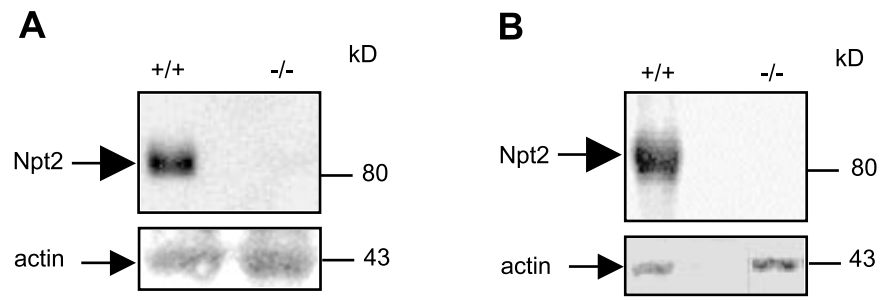 A
kD
+/+ -/-
Npt2
80
actin
43
B
kD
+/+ -/-
Npt2
80
actin
43